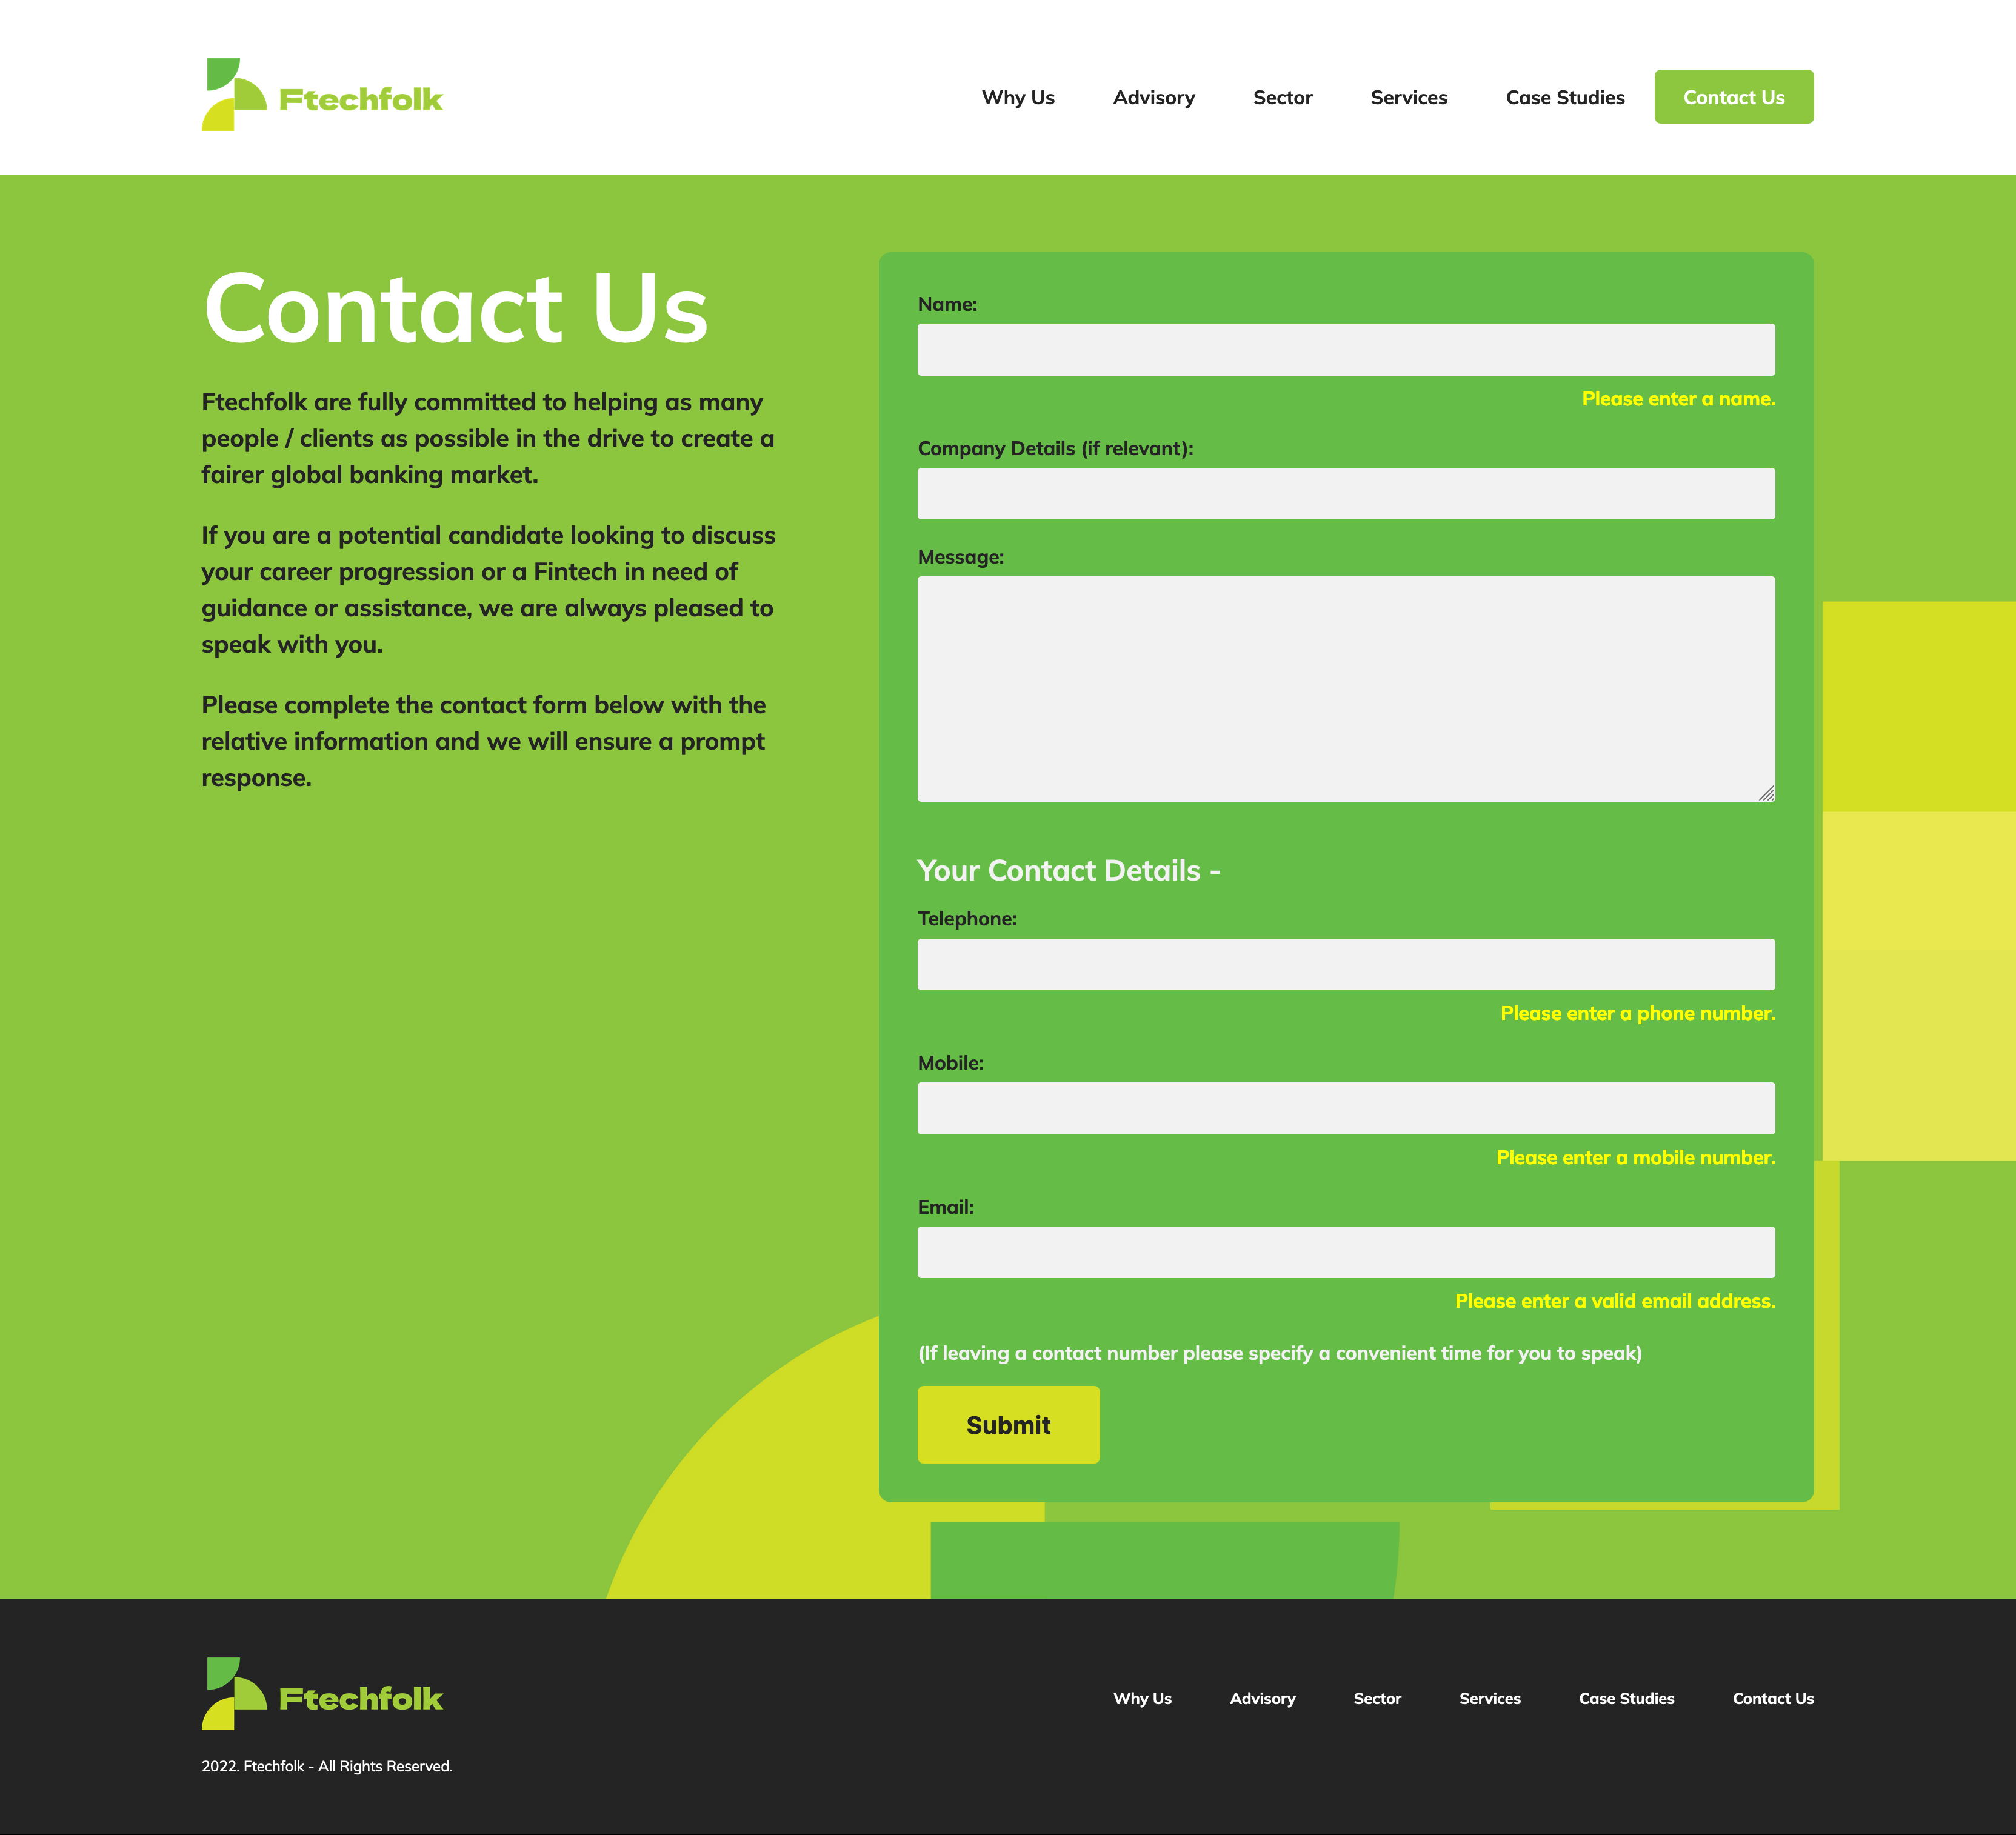 Ftechfolk
Why Us
Advisory
Sector
Services
Case Studies
Contact Us
Contact Us
Ftechfolk are fully committed to helping as many
people / clients as possible in the drive to create a
fairer global banking market.
If you are a potential candidate looking to discuss
your career progression or a Fintech in need of
guidance or assistance, we are always pleased to
speak with you.
Please complete the contact form below with the
relative information and we will ensure a prompt
response.
Name:
Please enter a name.
Company Details (if relevant):
Message:
Your Contact Details -
Telephone:
Please enter a phone number.
Mobile:
Please enter a mobile number.
Email:
Please enter a valid email address.
(If leaving a contact number please specify a convenient time for you to speak)
Submit
Ftechfolk
Why Us
Advisory
Sector
Services
Case Studies
Contact Us
2022. Ftechfolk - All Rights Reserved.